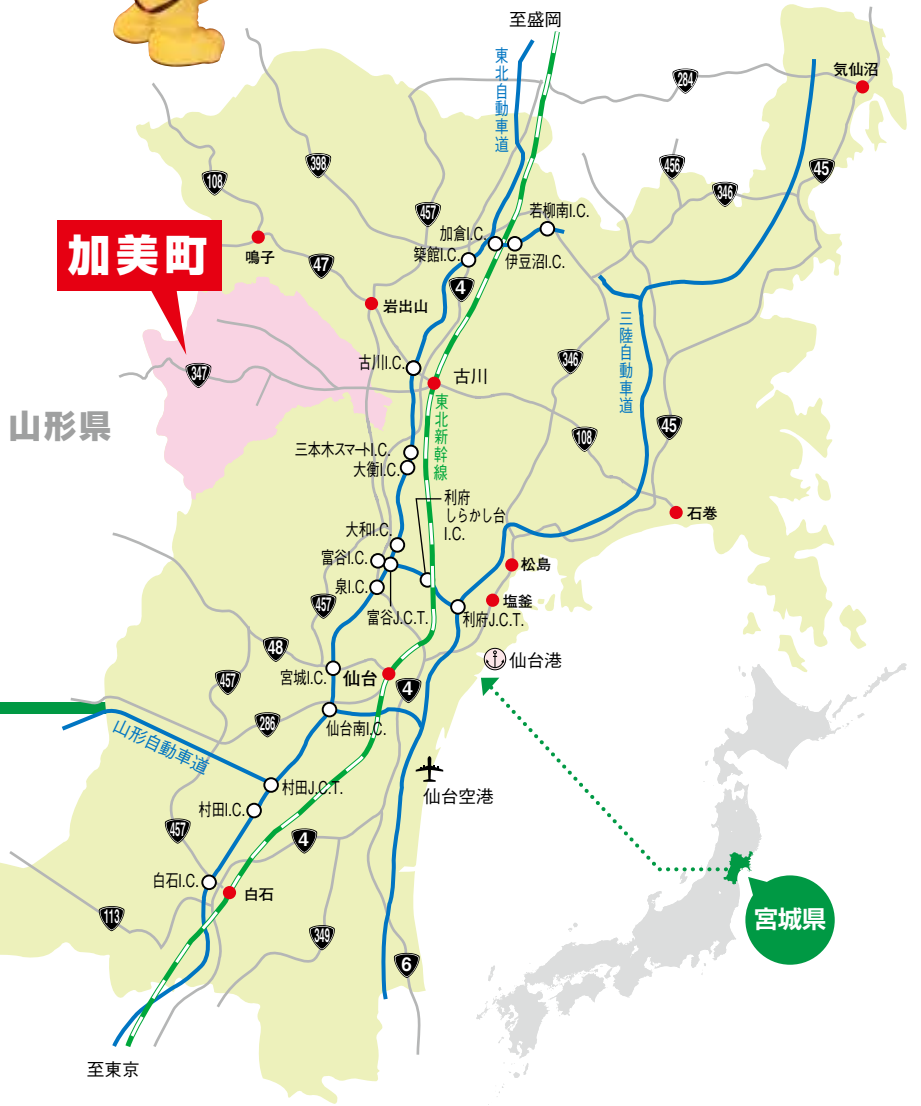 至盛岡
東北自動車道
気仙沼
284
398
108
457
456
346
45
若柳南I.C.
加倉I.C.
築館I.C.
伊豆沼I.C.
加美町
鳴子
47
4
岩出山
三陸自動車道
347
古川I.C.
古川
346
山形県
東北新幹線
108
45
三本木スマートI.C.
大衡I.C.
利府
しらかし台
I.C.
石巻
大和I.C.
富谷I.C.
松島
泉I.C.
塩釜
457
富谷J.C.T.
利府J.C.T.
48
仙台港
457
宮城I.C.
仙台
4
286
仙台南I.C.
山形自動車道
仙台空港
村田J.C.T.
村田I.C.
457
4
白石I.C.
白石
113
349
6
宮城県
至東京